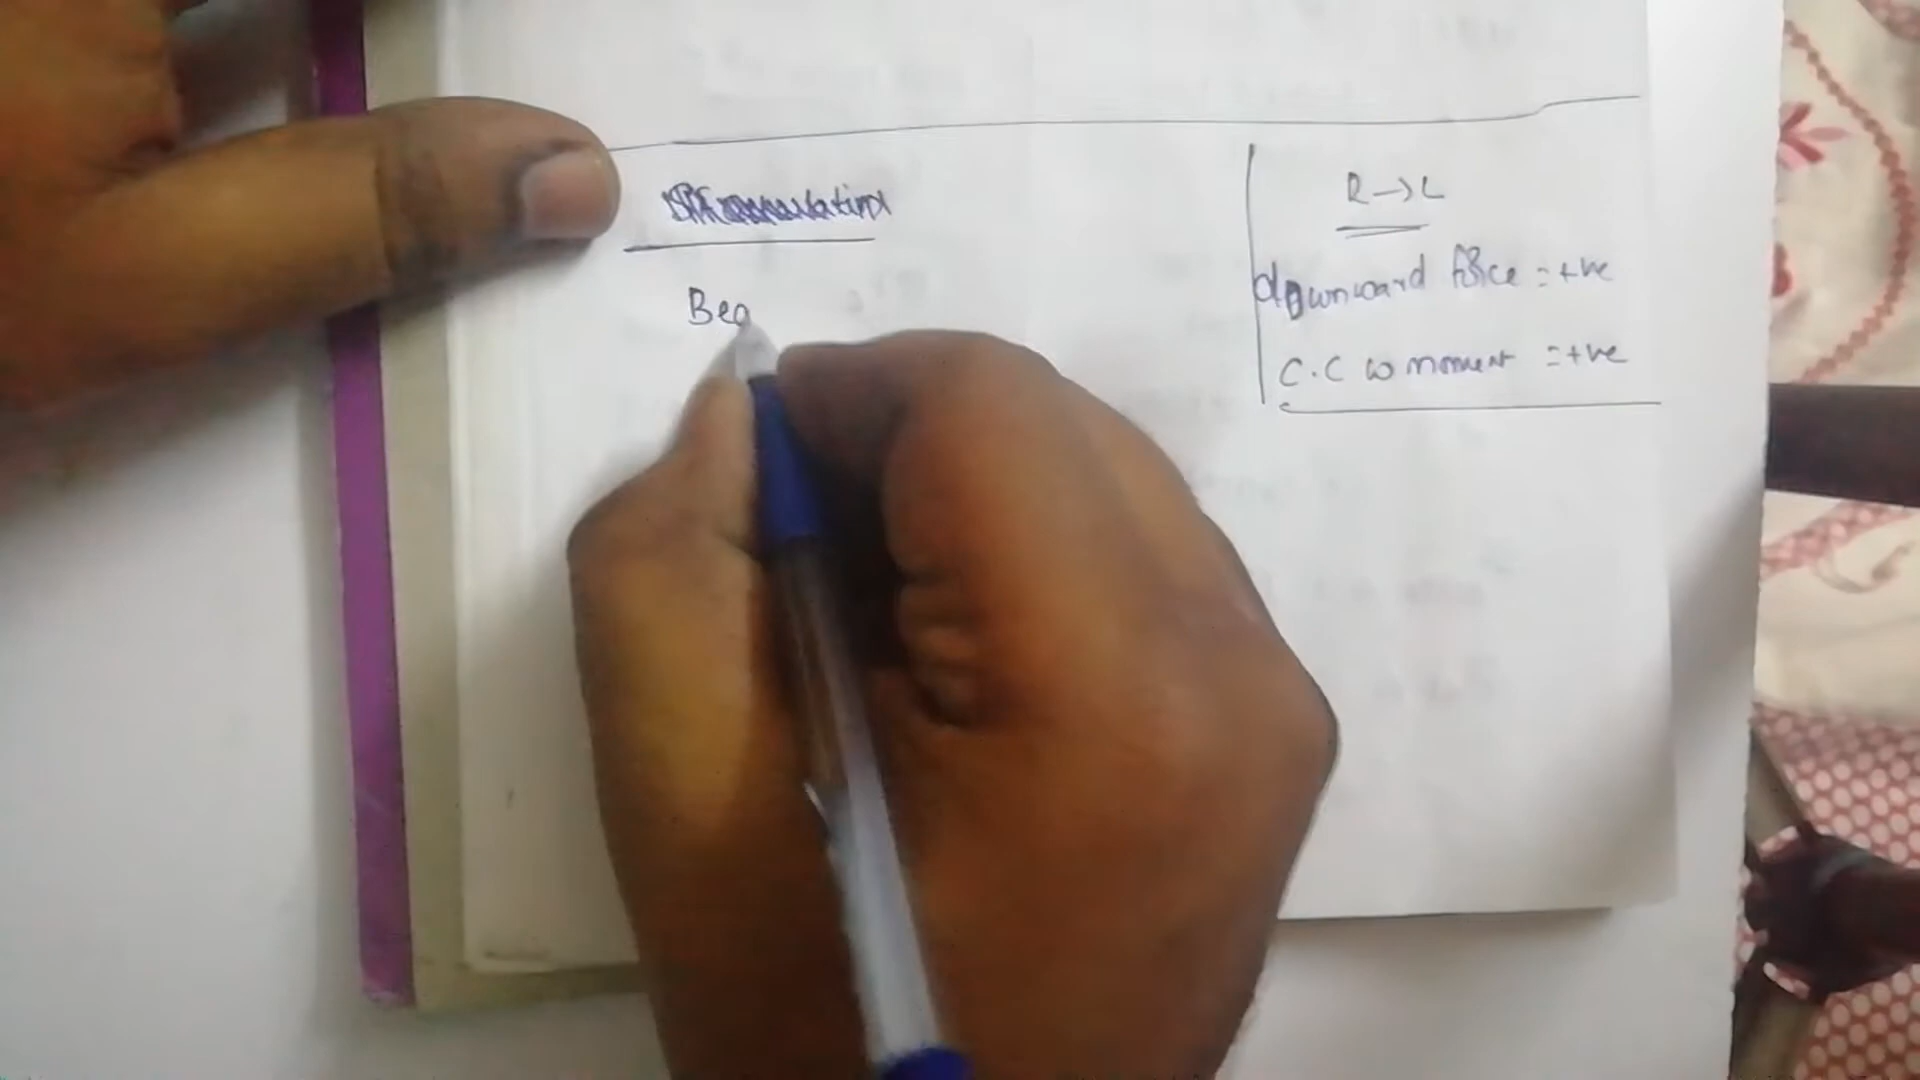 Bea
R → L
downward force = +ve
C.C w moment = +ve